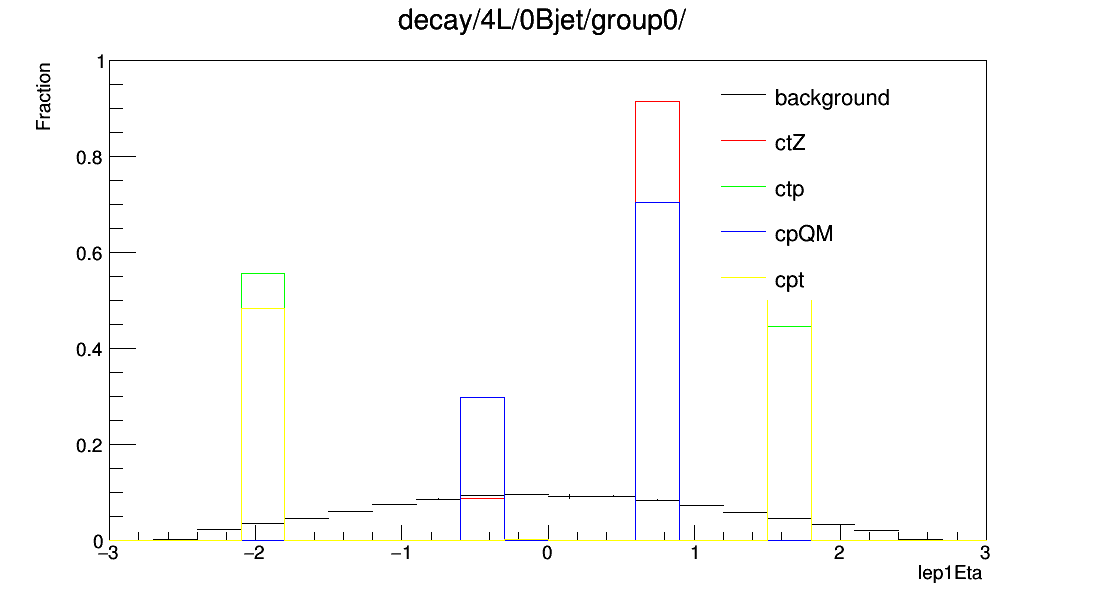 decay/4L/0Bjet/group0/
Fraction
1
0.8
0.6
0.4
0.2
0
background
ctZ
ctp
cpQM
cpt
−3 −2 −1 0 1 2 3
lep1Eta